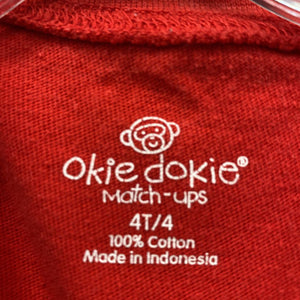 okie dokie®
Match-ups
4T/4
100% Cotton
Made in Indonesia